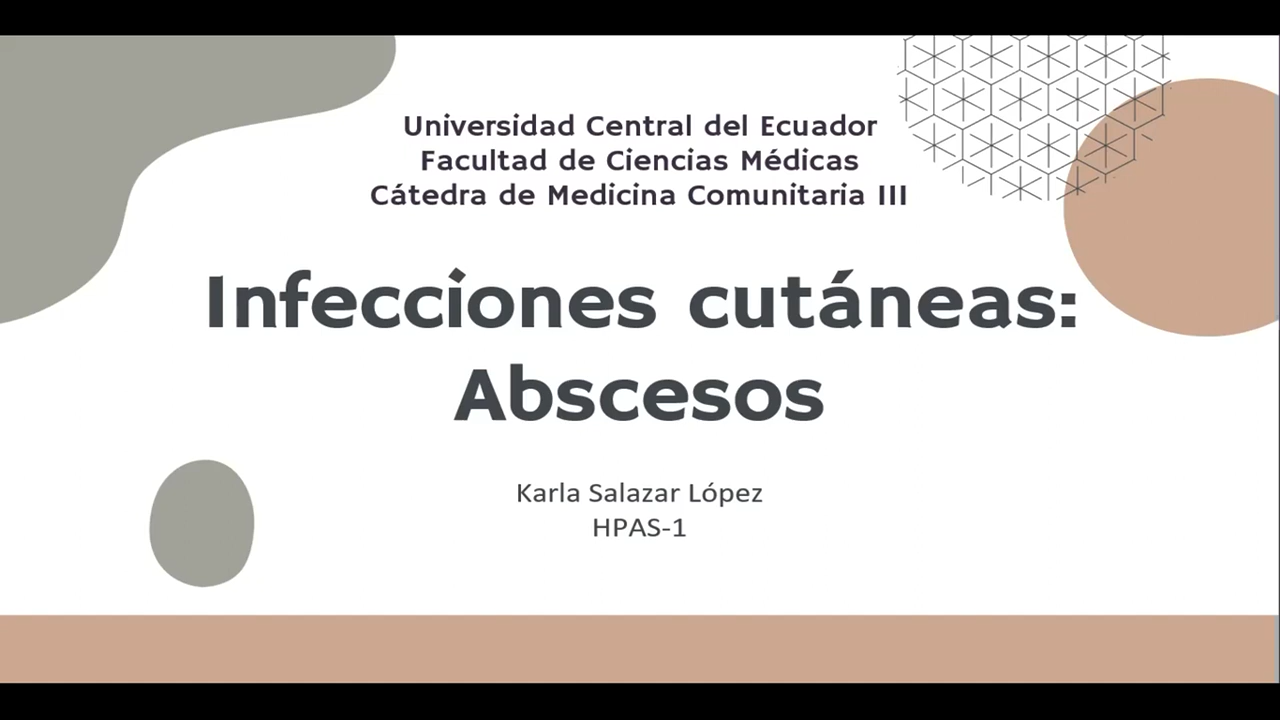 Universidad Central del Ecuador
Facultad de Ciencias Médicas
Cátedra de Medicina Comunitaria III
Infecciones cutáneas:
Abscesos
Karla Salazar López
HPAS-1